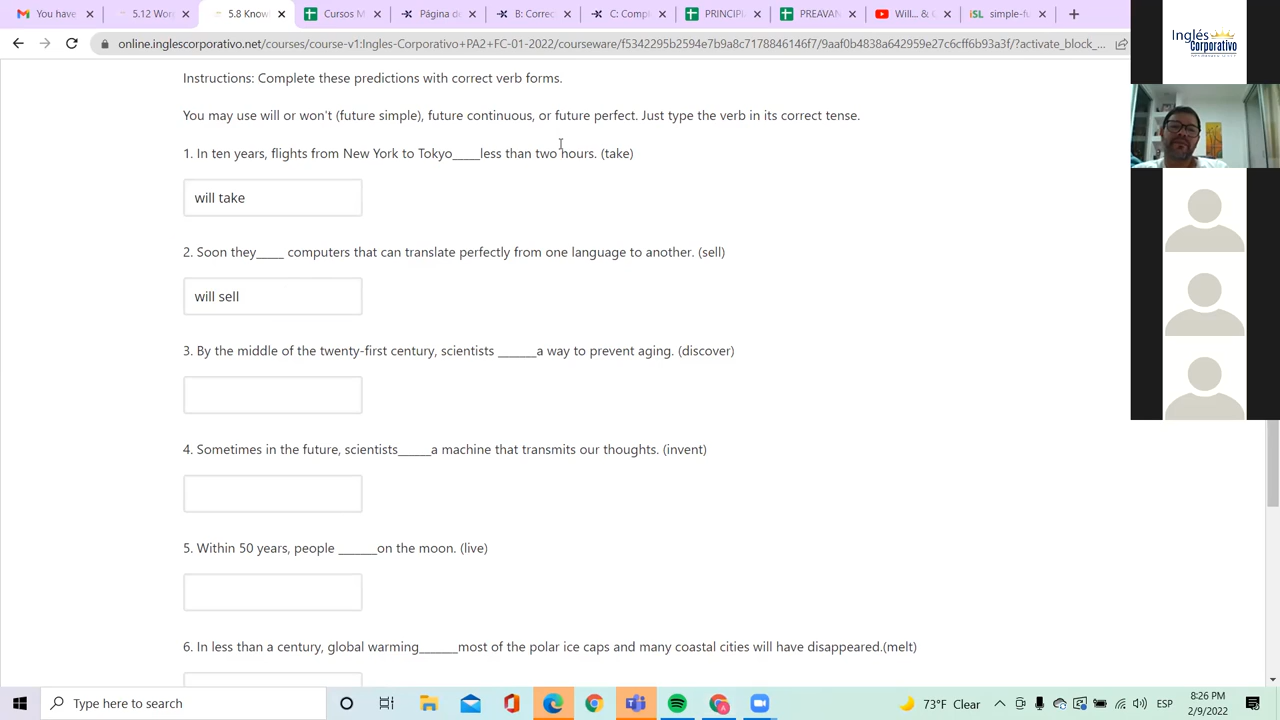 You have
5.12 Wor
5.8 Know
Cursos M
Página
B: Correc
C: Compl
PRINCIPI
PREAVAN
Will... & G
simple-fu
online.inglescorporativo.net/courses/course-v1:Ingles-Corporativo+PA2+FC-01-2022/courseware/f5342295b2594e7b9a8c7178846146f7/9aaf0b4838a642959e27c6cff6b93a3f/?activate_block_...
Inglés
Corporativo
Instructions: Complete these predictions with correct verb forms.
You may use will or won't (future simple), future continuous, or future perfect. Just type the verb in its correct tense.
1. In ten years, flights from New York to Tokyo____less than two hours. (take)
will take
2. Soon they____ computers that can translate perfectly from one language to another. (sell)
will sell
3. By the middle of the twenty-first century, scientists ______a way to prevent aging. (discover)
4. Sometimes in the future, scientists_____a machine that transmits our thoughts. (invent)
5. Within 50 years, people ______on the moon. (live)
6. In less than a century, global warming______most of the polar ice caps and many coastal cities will have disappeared.(melt)
Type here to search
73°F Clear
ESP
8:26 PM
2/9/2022